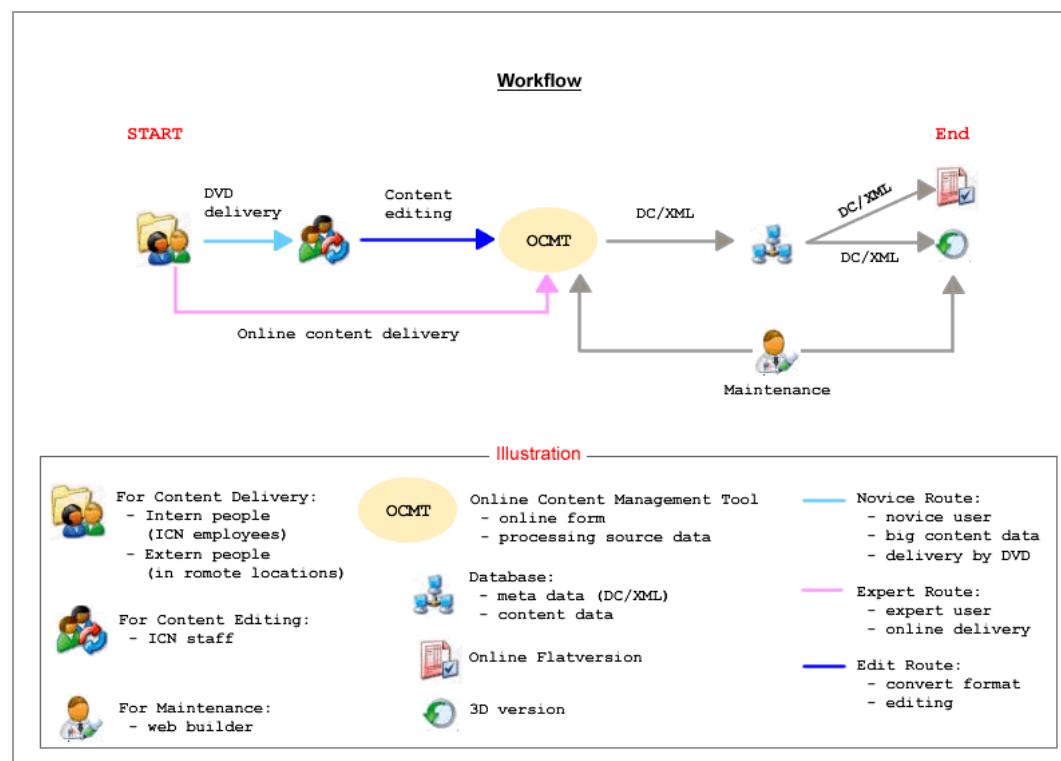 Workflow
START
End
DVD
delivery
Content
editing
OCMT
DC/XML
DC/XML
DC/XML
Online content delivery
Maintenance
Illustration
For Content Delivery:
- Intern people
(ICN employees)
- Extern people
(in romote locations)
For Content Editing:
- ICN staff
For Maintenance:
- web builder
OCMT
Online Content Management Tool
- online form
- processing source data
Database:
- meta data (DC/XML)
- content data
Online Flatversion
3D version
Novice Route:
- novice user
- big content data
- delivery by DVD
Expert Route:
- expert user
- online delivery
Edit Route:
- convert format
- editing